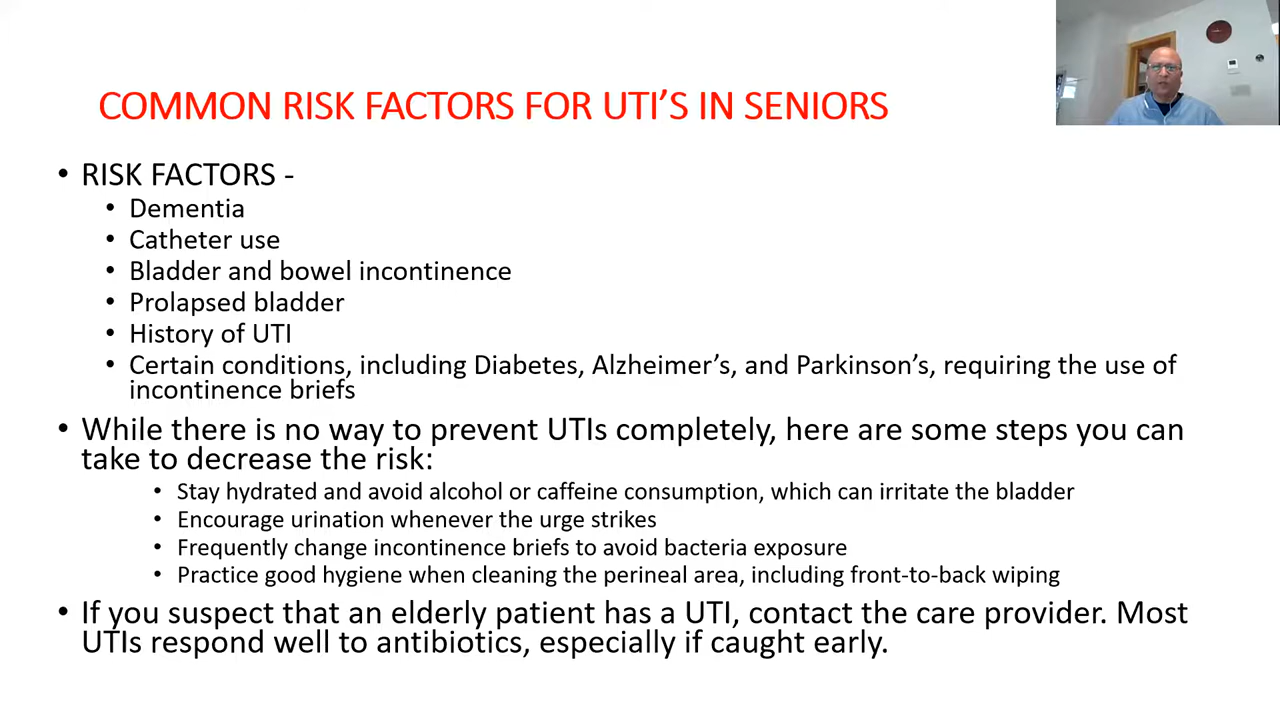 COMMON RISK FACTORS FOR UTI’S IN SENIORS
• RISK FACTORS -
• Dementia
• Catheter use
• Bladder and bowel incontinence
• Prolapsed bladder
• History of UTI
• Certain conditions, including Diabetes, Alzheimer’s, and Parkinson’s, requiring the use of
incontinence briefs
• While there is no way to prevent UTIs completely, here are some steps you can
take to decrease the risk:
• Stay hydrated and avoid alcohol or caffeine consumption, which can irritate the bladder
• Encourage urination whenever the urge strikes
• Frequently change incontinence briefs to avoid bacteria exposure
• Practice good hygiene when cleaning the perineal area, including front-to-back wiping
• If you suspect that an elderly patient has a UTI, contact the care provider. Most
UTIs respond well to antibiotics, especially if caught early.